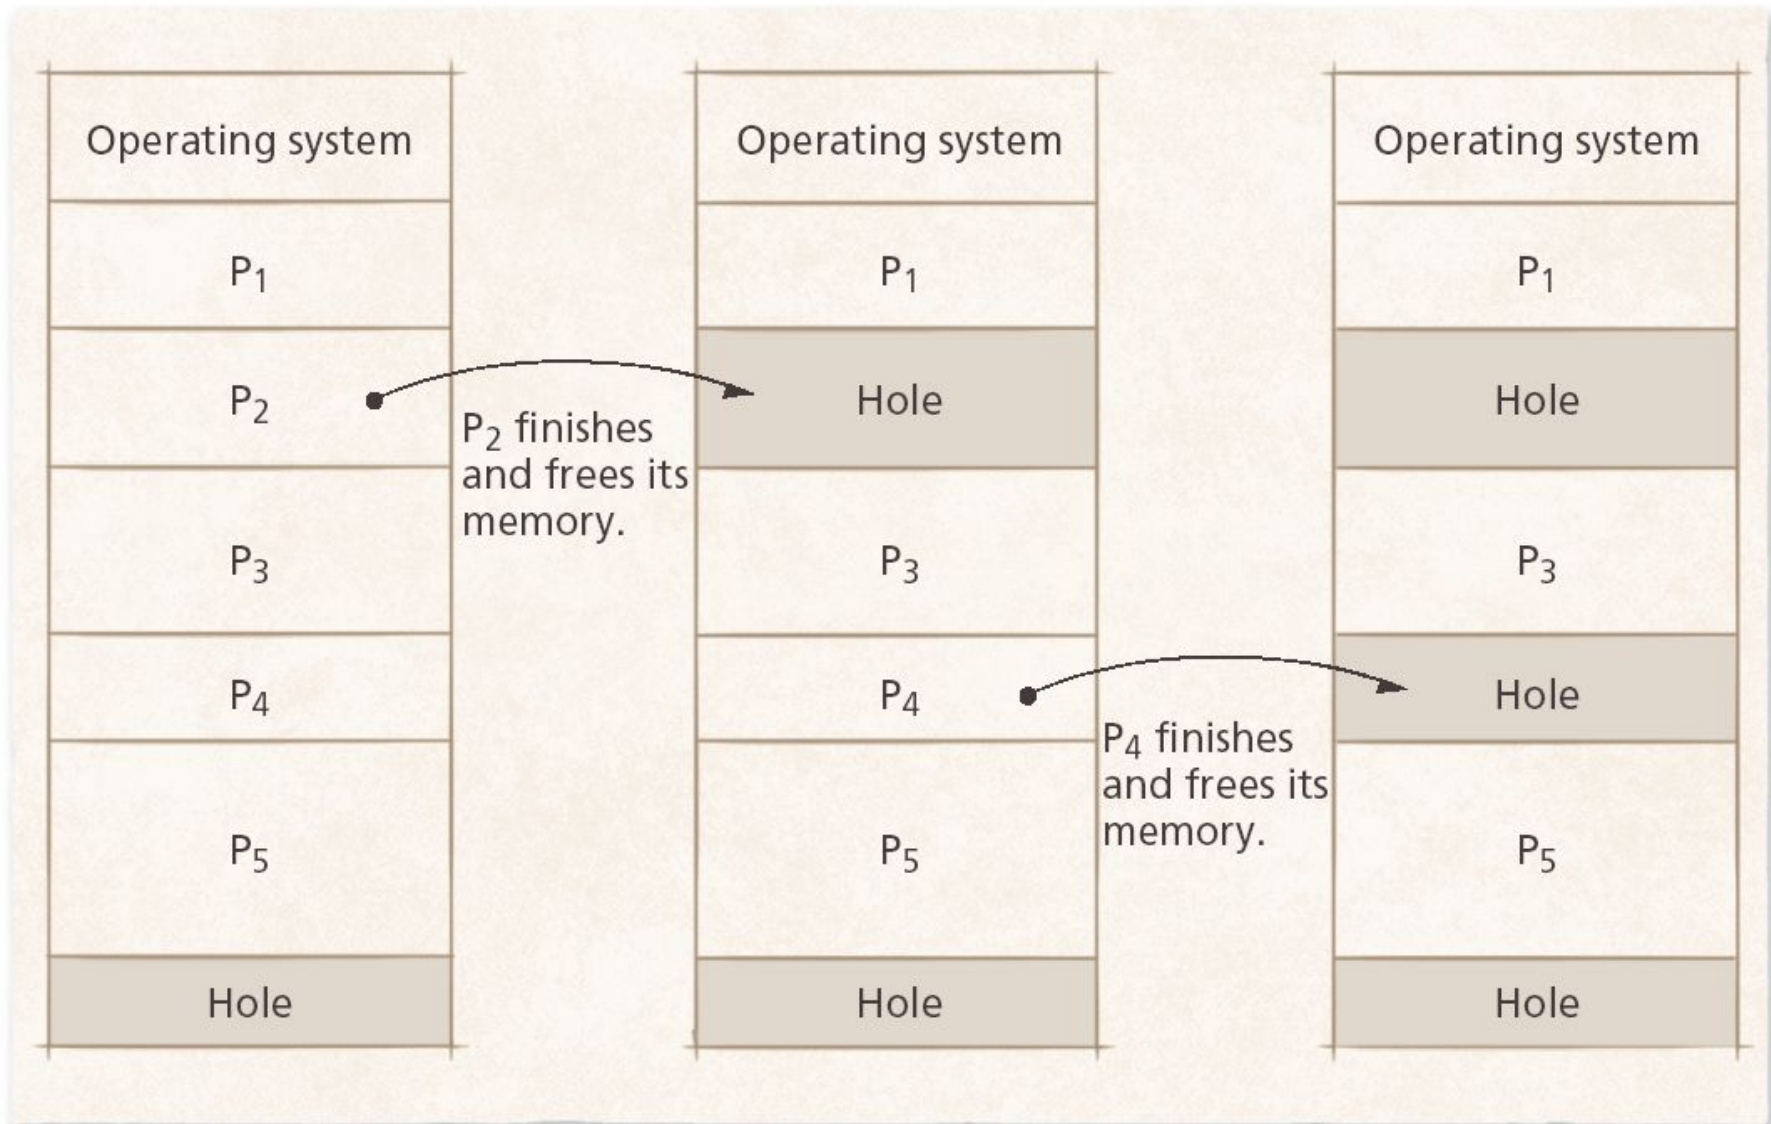 Operating system
P₁
P₂
P₃
P₄
P₅
Hole
P₂ finishes
and frees its
memory.
Operating system
P₁
Hole
P₃
P₄
P₅
Hole
P₄ finishes
and frees its
memory.
Operating system
P₁
Hole
P₃
Hole
P₅
Hole